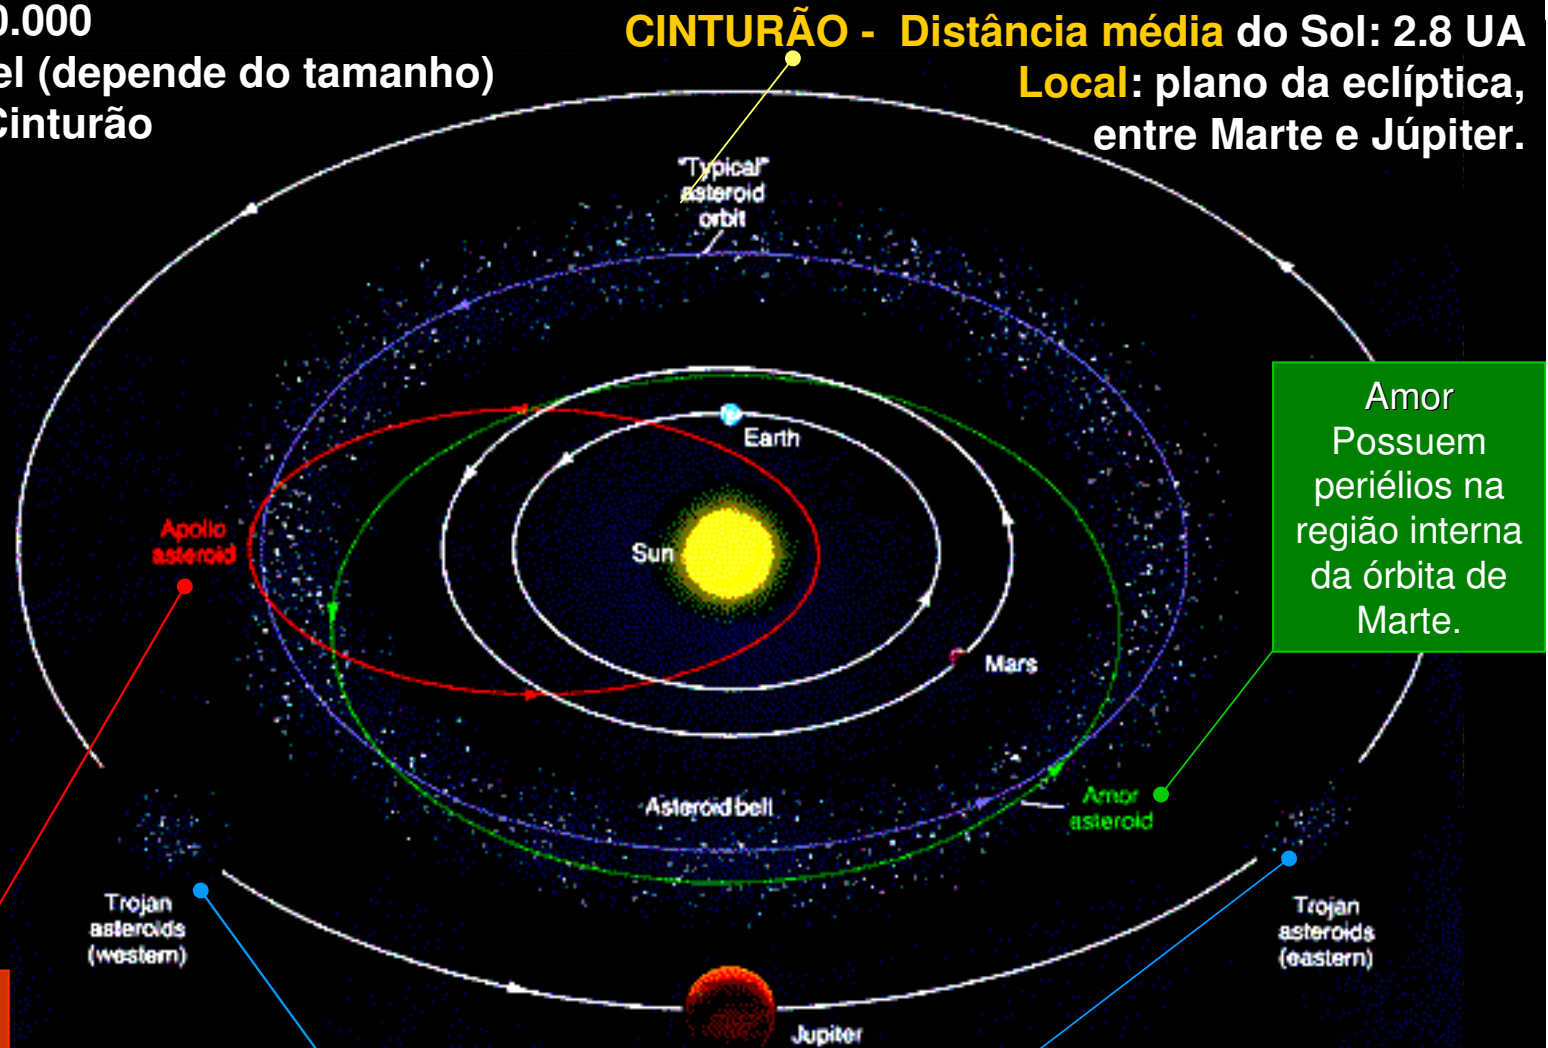 0.000
el (depende do tamanho)
Cinturão
CINTURÃO - Distância média do Sol: 2.8 UA
Local: plano da eclíptica,
entre Marte e Júpiter.
"Typical"
asteroid
orbit
Earth
Apollo
asteroid
Sun
Mars
Amor
Possuem
periélios na
região interna
da órbita de
Marte.
Asteroid belt
Amor
asteroid
Trojan
asteroids
(western)
Trojan
asteroids
(eastern)
Jupiter